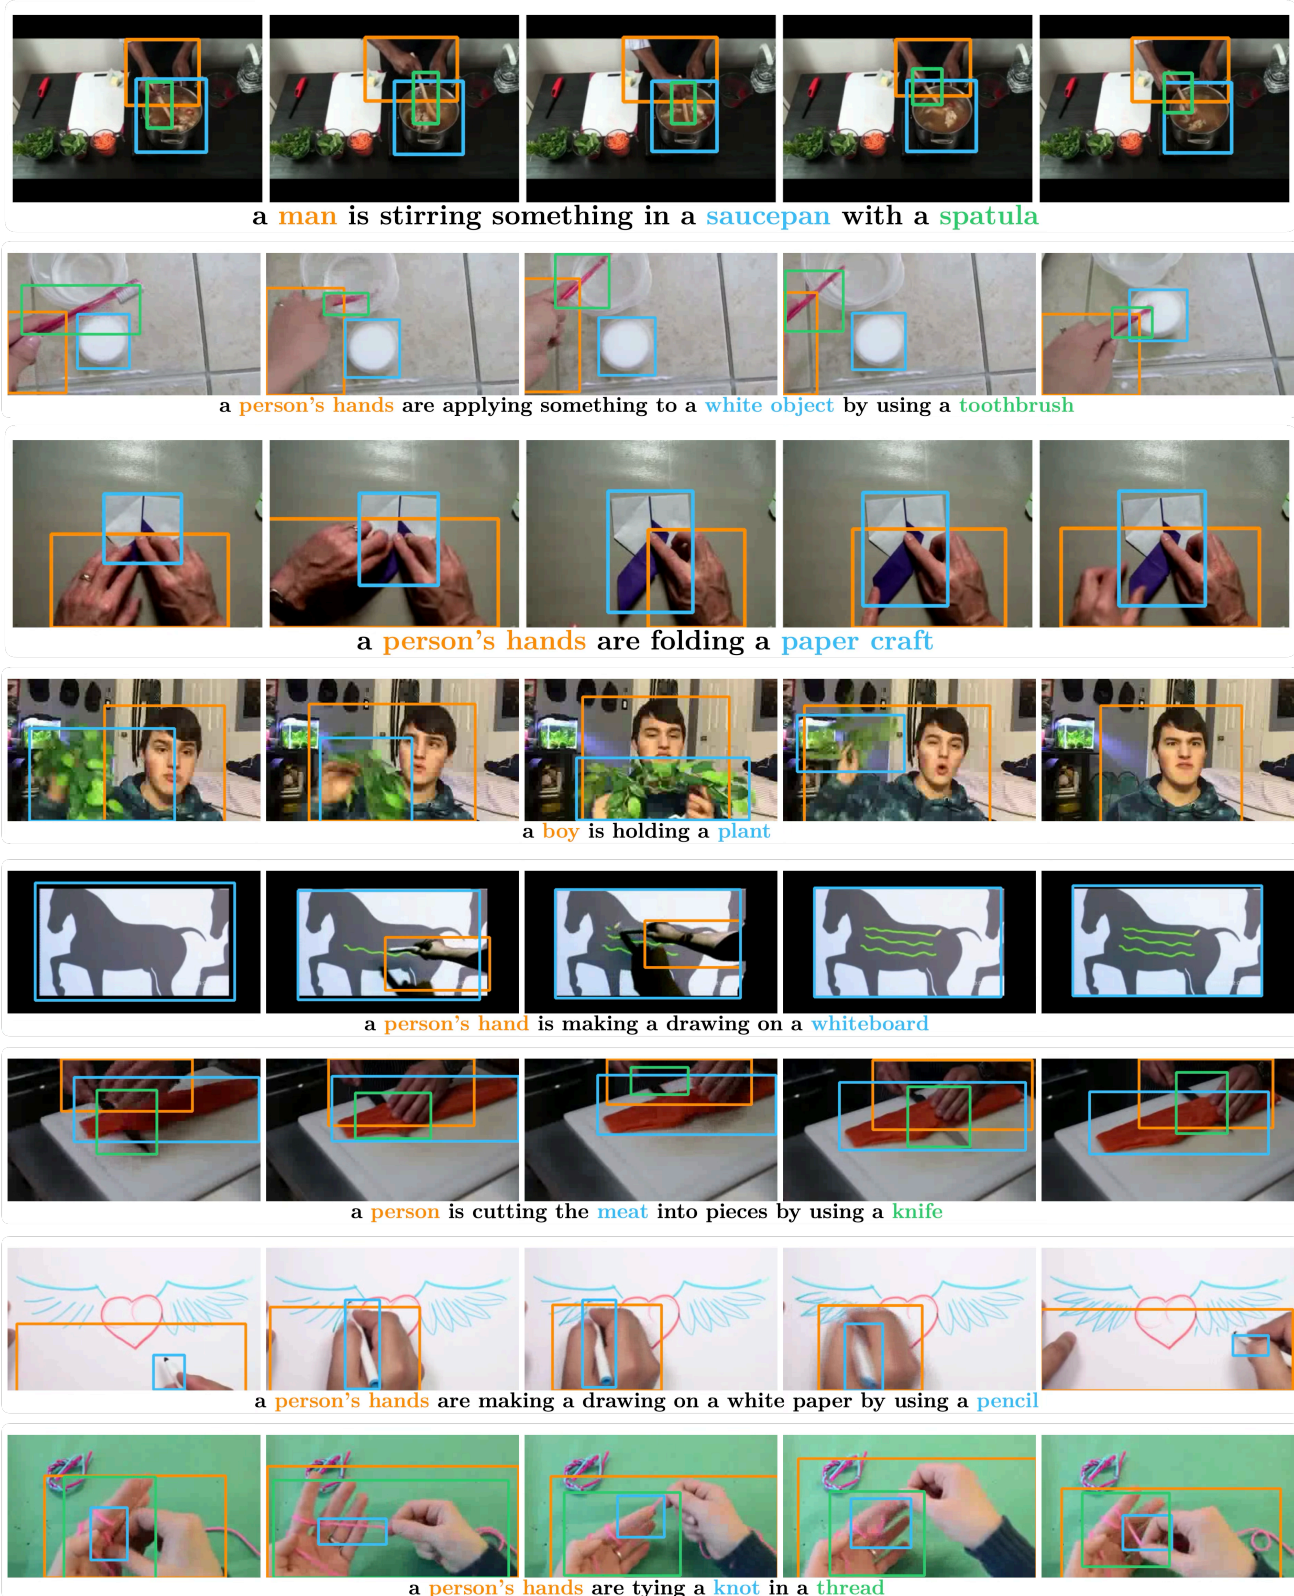 a man is stirring something in a saucepan with a spatula
a person's hands are applying something to a white object by using a toothbrush
a person's hands are folding a paper craft
a boy is holding a plant
a person's hand is making a drawing on a whiteboard
a person is cutting the meat into pieces by using a knife
a person's hands are making a drawing on a white paper by using a pencil
a person's hands are tying a knot in a thread